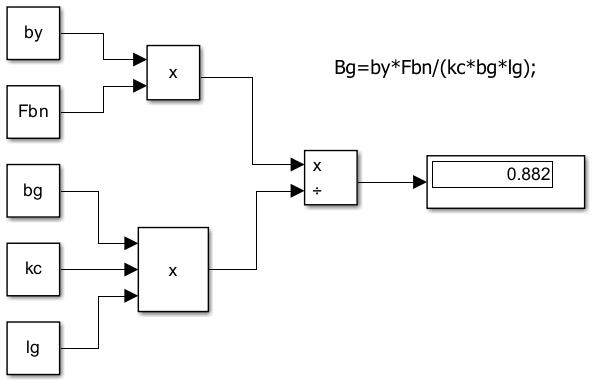 by
Fbn
bg
kc
lg
x
x
x
÷
Bg=by*Fbn/(kc*bg*lg);
0.882